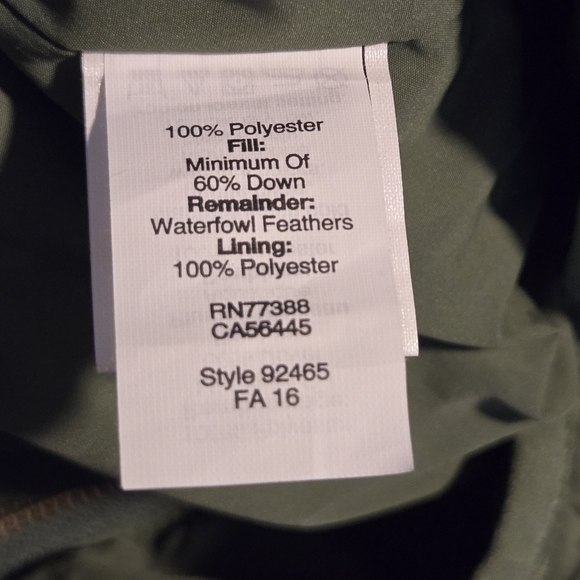 100% Polyester
Fill:
Minimum Of
60% Down
Remainder:
Waterfowl Feathers
Lining:
100% Polyester
RN77388
CA56445
Style 92465
FA 16